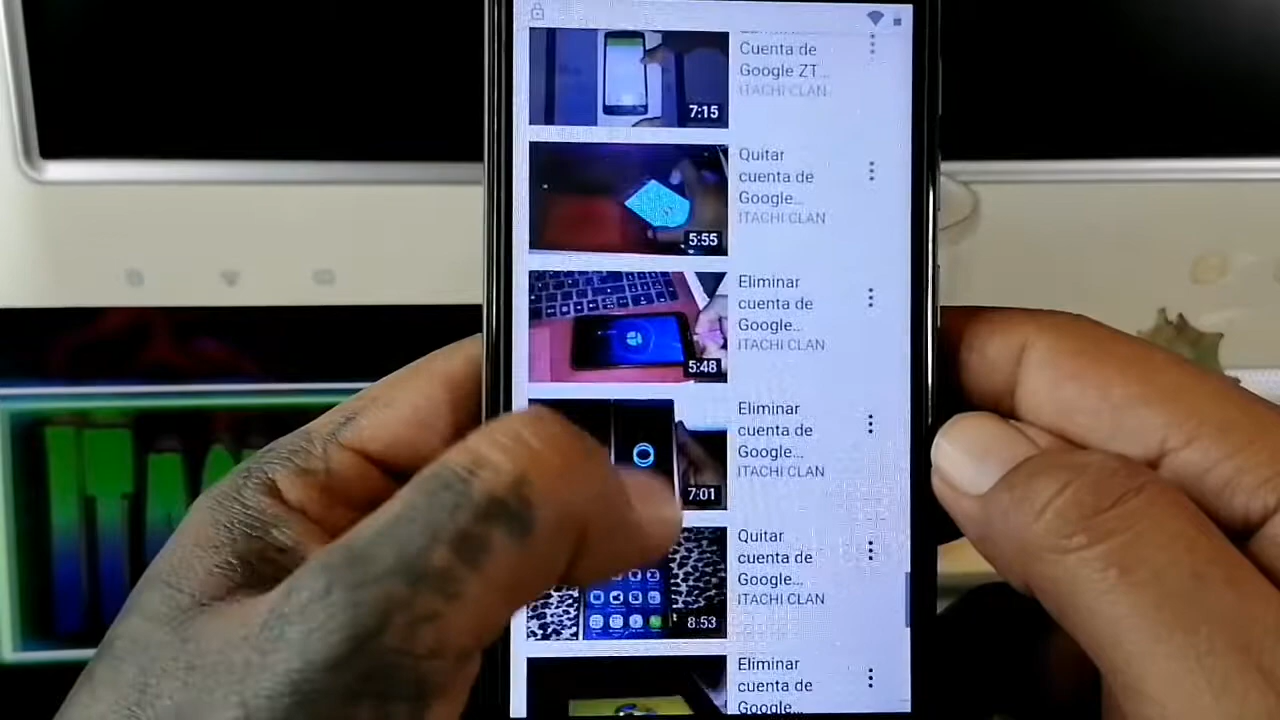 Cuenta de
Google ZT...
ITACHI CLAN
7:15
Quitar
cuenta de
Google...
ITACHI CLAN
5:55
Eliminar
cuenta de
Google...
ITACHI CLAN
5:48
Eliminar
cuenta de
Google...
ITACHI CLAN
7:01
Quitar
cuenta de
Google...
ITACHI CLAN
8:53
Eliminar
cuenta de
Google...